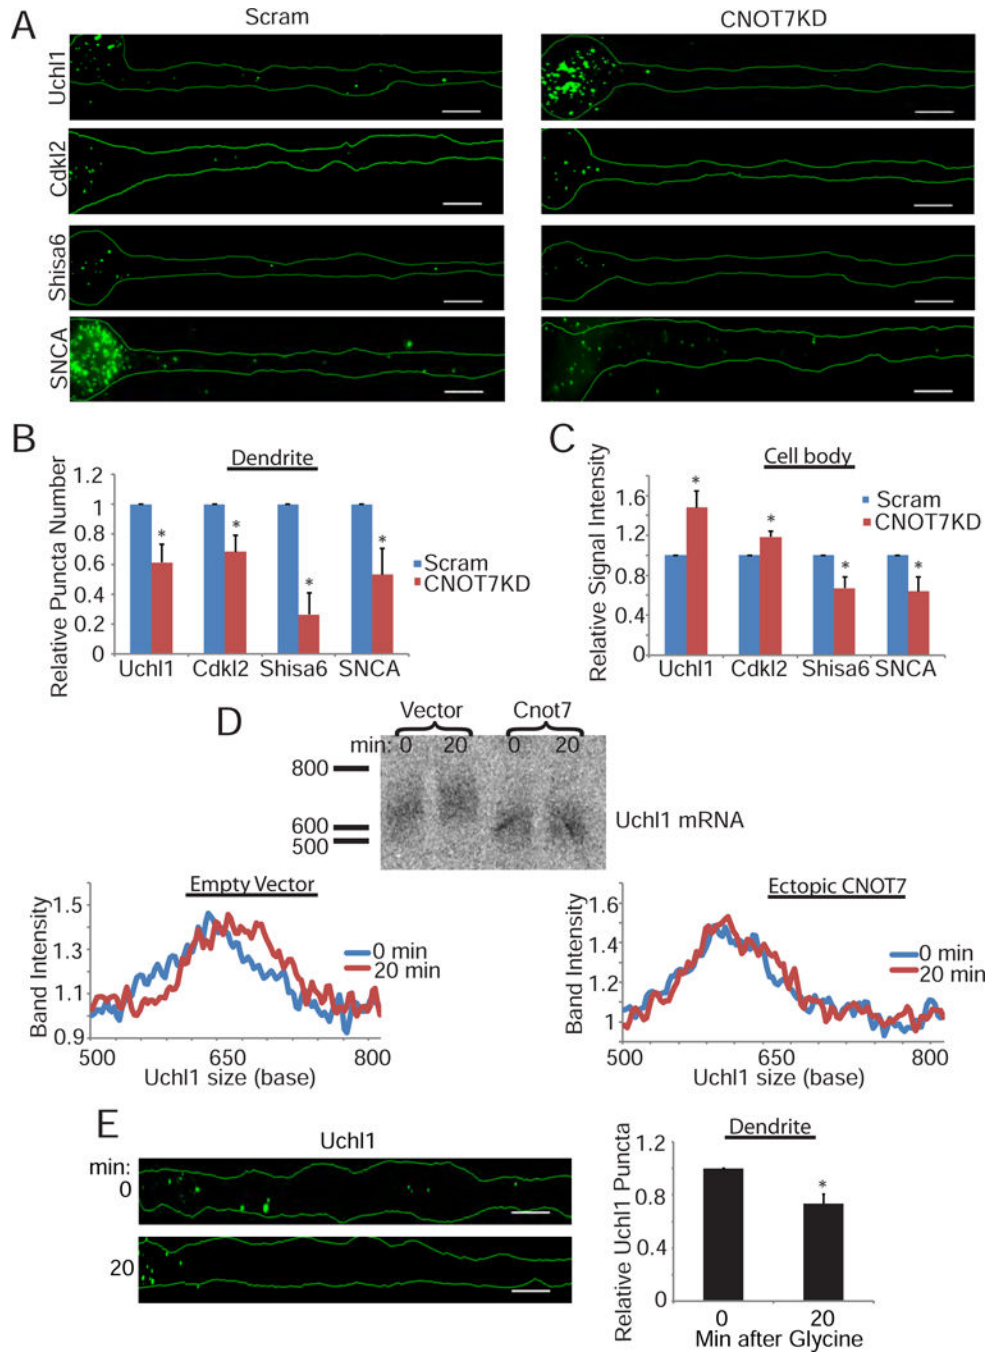 A
Scram
CNOT7KD
Uchl1
Cdkl2
Shisa6
SNCA
B
Dendrite
Relative Puncta Number
1.2
1
0.8
0.6
0.4
0.2
0
* * * *
Uchl1 Cdkl2 Shisa6 SNCA
Scram
CNOT7KD
C
Cell body
Relative Signal Intensity
1.6
1.2
0.8
0.4
0
* * * *
Uchl1 Cdkl2 Shisa6 SNCA
Scram
CNOT7KD
D
Vector Cnot7
min: 0 20 0 20
800
600
500
Uchl1 mRNA
Empty Vector
Band Intensity
1.5
1.3
1.1
0.9
500 650 800
Uchl1 size (base)
0 min
20 min
Ectopic CNOT7
Band Intensity
1.6
1.4
1.2
1
500 650 800
Uchl1 size (base)
0 min
20 min
E
Uchl1
min:
0
20
Dendrite
Relative Uchl1 Puncta
1.2
0.8
0.4
0
*
0 20
Min after Glycine